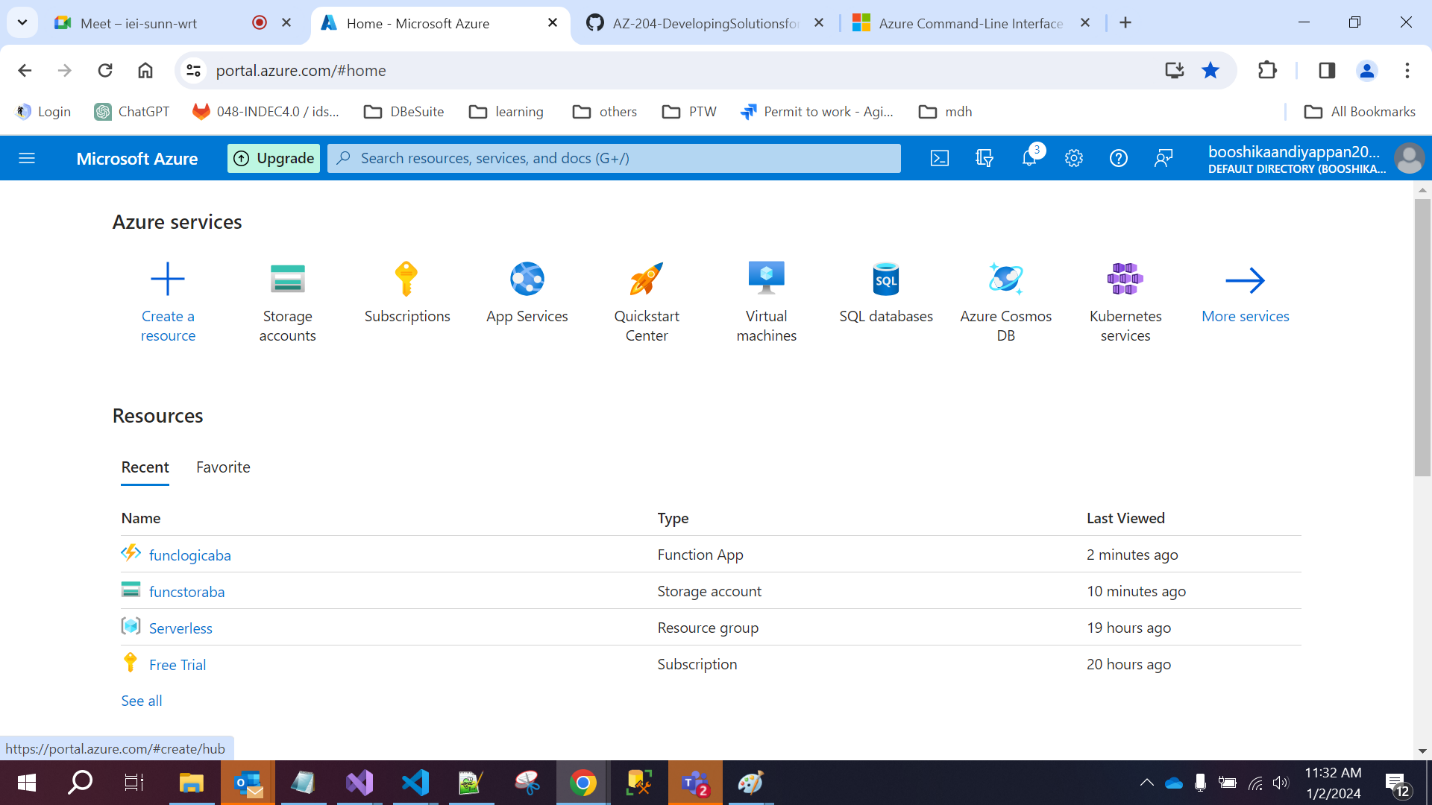 Meet – iei-sunn-wrt
Home - Microsoft Azure
AZ-204-DevelopingSolutionsfor
Azure Command-Line Interface
portal.azure.com/#home
Login
ChatGPT
048-INDEC4.0 / ids...
DBeSuite
learning
others
PTW
Permit to work - Agi...
mdh
All Bookmarks
Microsoft Azure
Upgrade
Search resources, services, and docs (G+/)
3
booshikaandiyappan20...
DEFAULT DIRECTORY (BOOSHIKA...
Azure services
Create a
resource
Storage
accounts
Subscriptions
App Services
Quickstart
Center
Virtual
machines
SQL
SQL databases
Azure Cosmos
DB
Kubernetes
services
More services
Resources
Recent Favorite
Name Type Last Viewed
funclogicaba Function App 2 minutes ago
funcstoraba Storage account 10 minutes ago
Serverless Resource group 19 hours ago
Free Trial Subscription 20 hours ago
See all
https://portal.azure.com/#create/hub
2
11:32 AM
1/2/2024
12